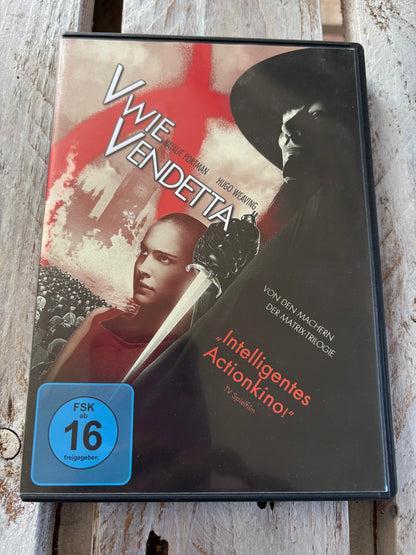 V WIE
VENDETTA
NATALIE PORTMAN
HUGO WEAVING
VON DEN MACHERN
DER MATRIX-TRILOGIE
„Intelligentes
Actionkino!“
TV Spielfilm
FSK
ab
16
freigegeben